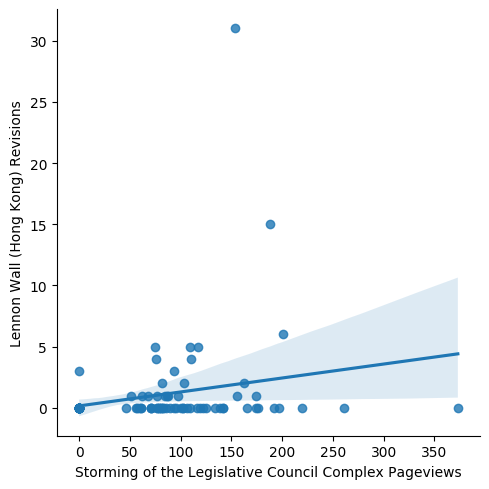 Lennon Wall (Hong Kong) Revisions
30
25
20
15
10
5
0
0 50 100 150 200 250 300 350
Storming of the Legislative Council Complex Pageviews